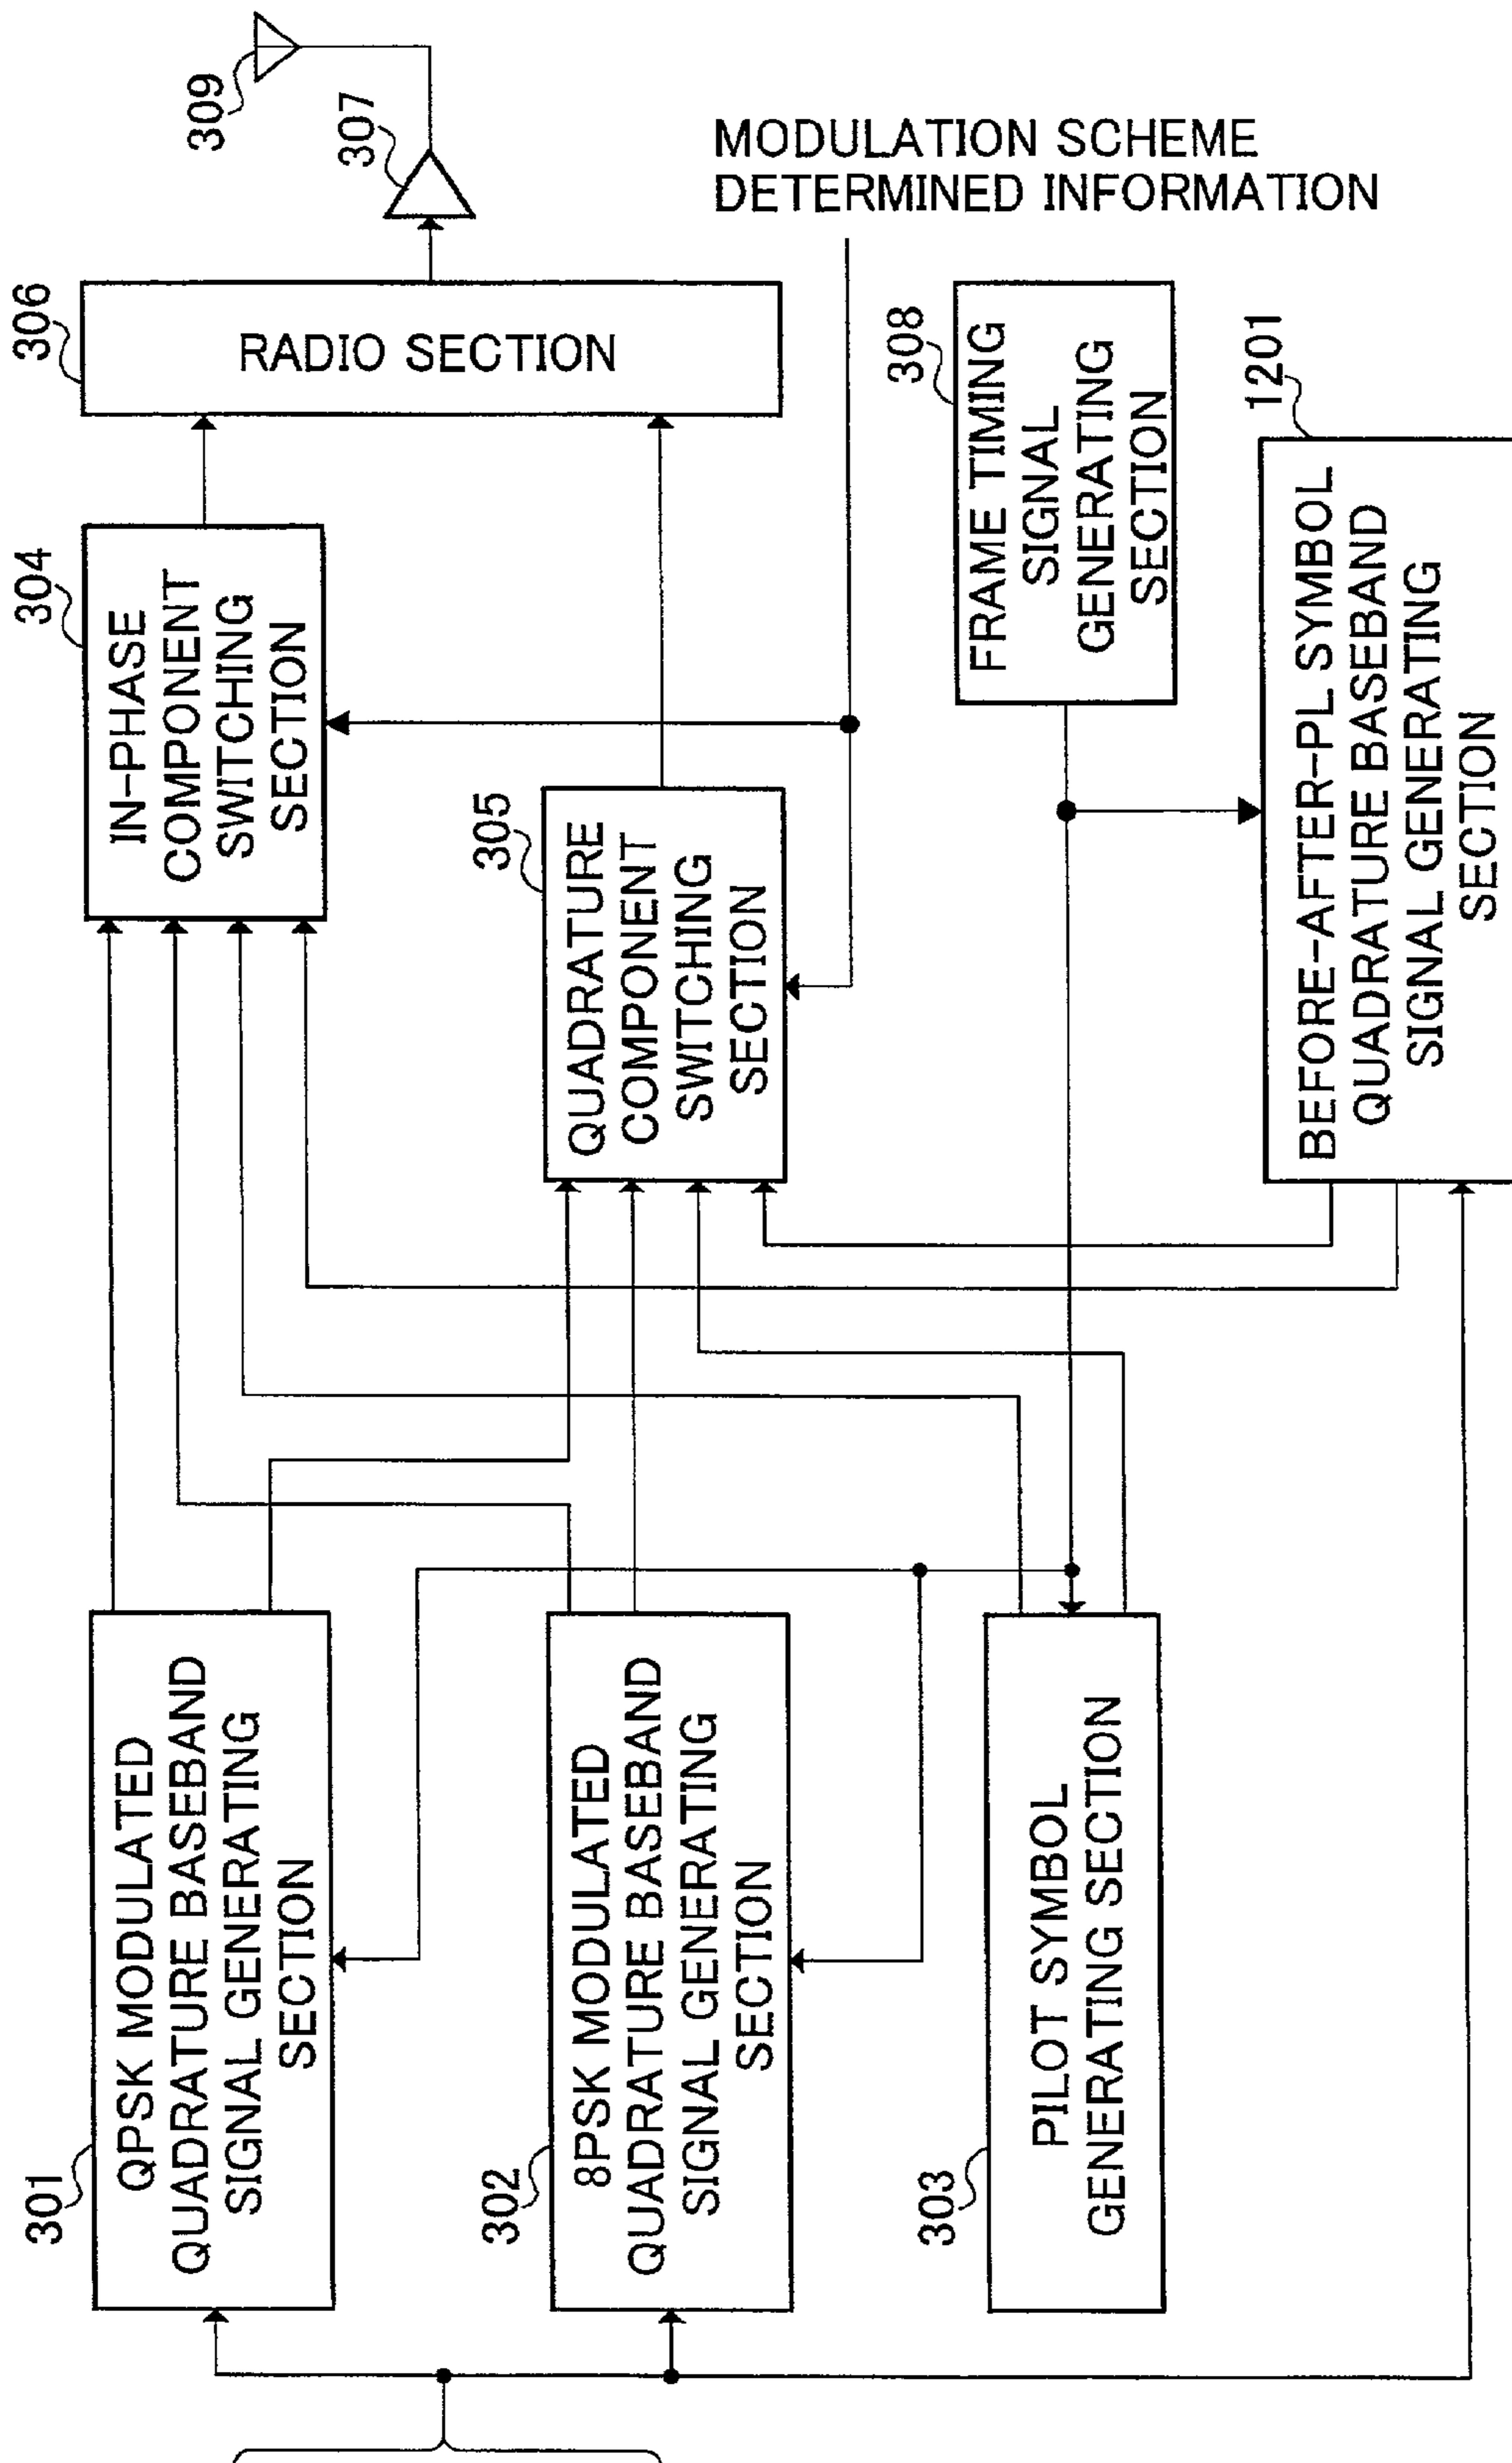 301
QPSK MODULATED
QUADRATURE BASEBAND
SIGNAL GENERATING
SECTION
302
8PSK MODULATED
QUADRATURE BASEBAND
SIGNAL GENERATING
SECTION
303
PILOT SYMBOL
GENERATING SECTION
304
IN-PHASE
COMPONENT
SWITCHING
SECTION
305
QUADRATURE
COMPONENT
SWITCHING
SECTION
306
RADIO SECTION
307
309
MODULATION SCHEME
DETERMINED INFORMATION
308
FRAME TIMING
SIGNAL
GENERATING
SECTION
1201
BEFORE-AFTER-PL SYMBOL
QUADRATURE BASEBAND
SIGNAL GENERATING
SECTION